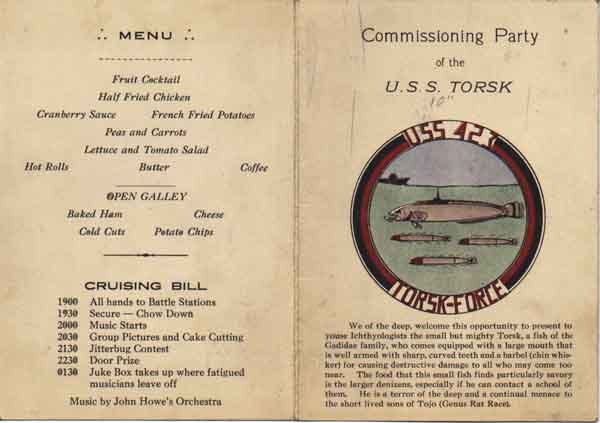 ∴ MENU ∴
Fruit Cocktail
Half Fried Chicken
Cranberry Sauce French Fried Potatoes
Peas and Carrots
Lettuce and Tomato Salad
Hot Rolls Butter Coffee
OPEN GALLEY
Baked Ham Cheese
Cold Cuts Potato Chips
CRUISING BILL
1900 All hands to Battle Stations
1930 Secure — Chow Down
2000 Music Starts
2030 Group Pictures and Cake Cutting
2130 Jitterbug Contest
2230 Door Prize
0130 Juke Box takes up where fatigued
musicians leave off
Music by John Howe's Orchestra
Commissioning Party
of the
U.S.S. TORSK
10"
USS 423
TORSK-FORCE
We of the deep, welcome this opportunity to present to
youse Ichthyologists the small but mighty Torsk, a fish of the
Gadidae family, who comes equipped with a large mouth that
is well armed with sharp, curved teeth and a barbel (chin whis-
ker) for causing destructive damage to all who may come too
near. The food that this small fish finds particularly savory
is the larger denizens, especially if he can contact a school of
them. He is a terror of the deep and a continual menace to
the short lived sons of Tojo (Genus Rat Race).